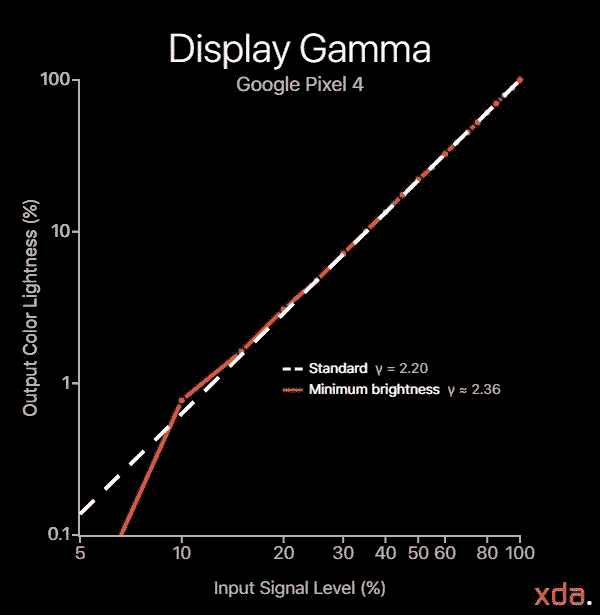 Display Gamma
Google Pixel 4
Output Color Lightness (%)
100
10
1
0.1
Standard γ = 2.20
Minimum brightness γ ≈ 2.36
5 10 20 30 40 50 60 80 100
Input Signal Level (%)
xda.